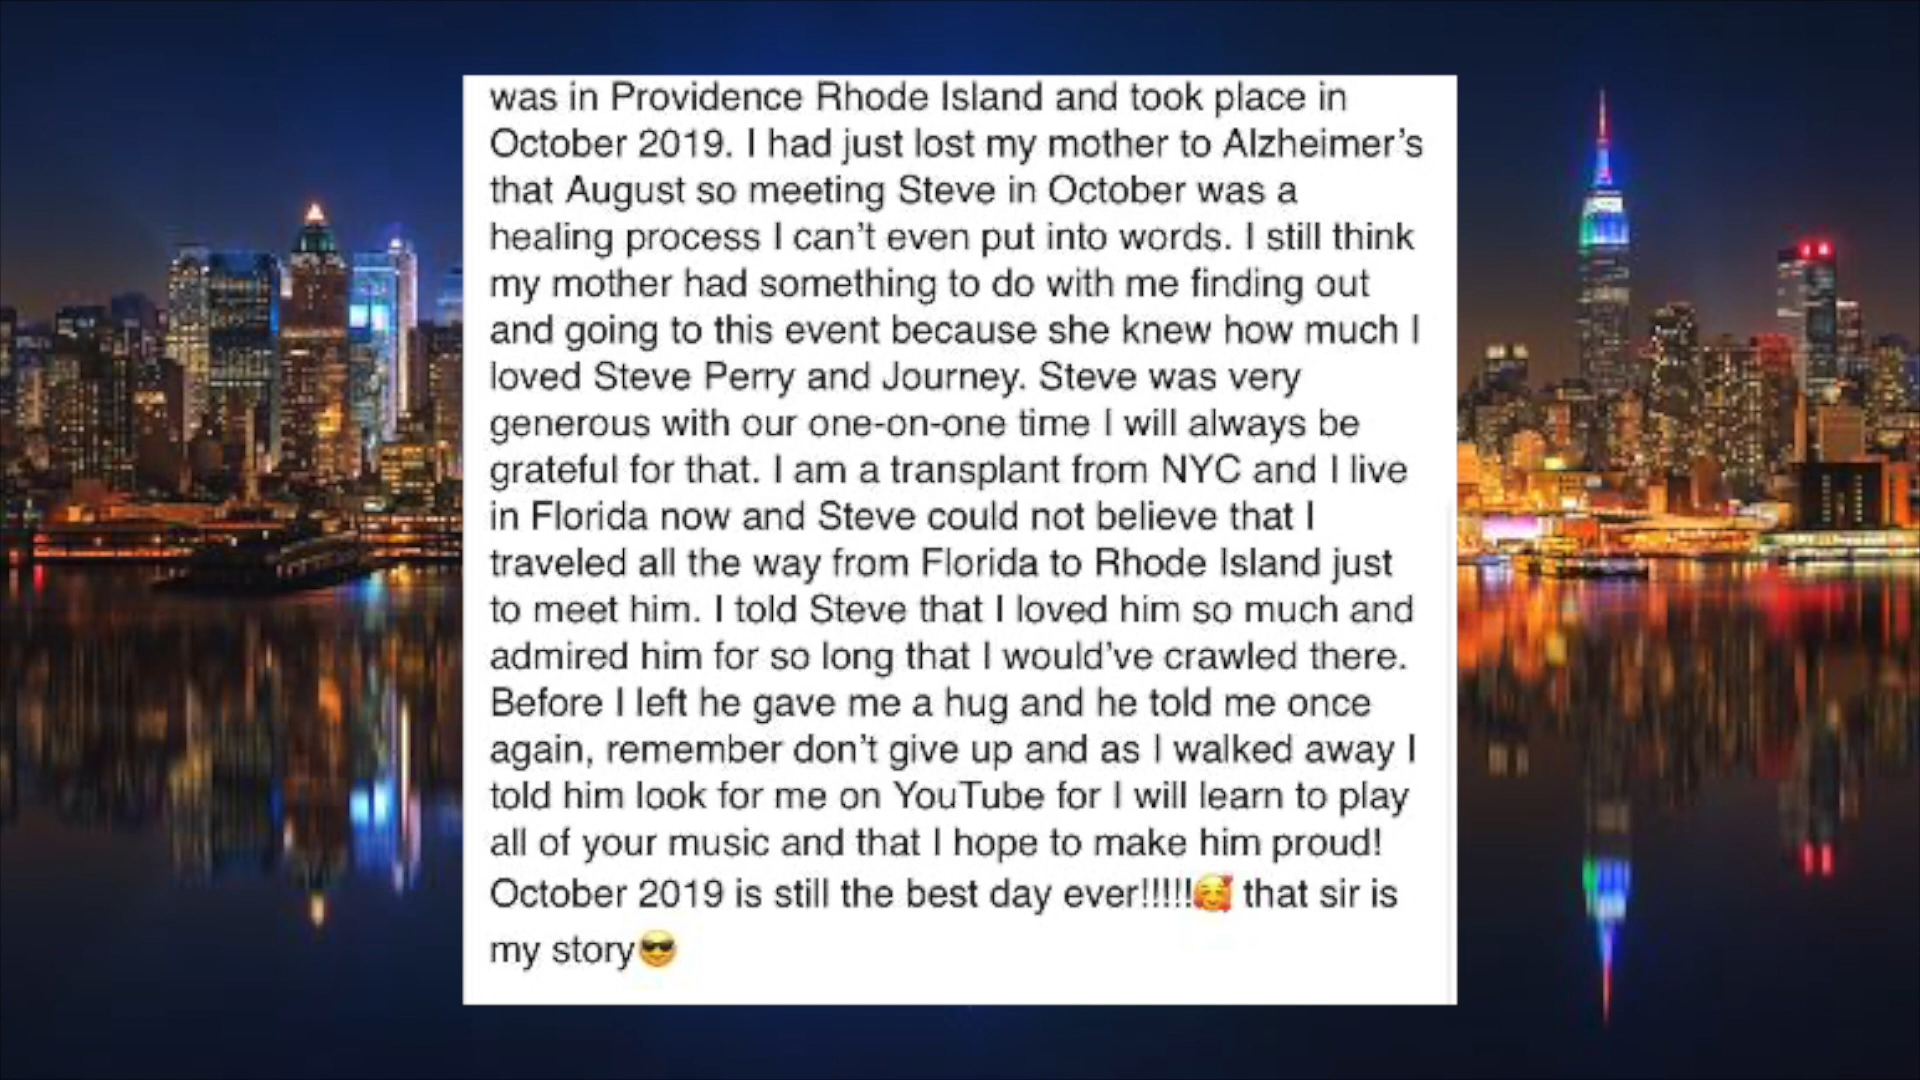 was in Providence Rhode Island and took place in
October 2019. I had just lost my mother to Alzheimer’s
that August so meeting Steve in October was a
healing process I can’t even put into words. I still think
my mother had something to do with me finding out
and going to this event because she knew how much I
loved Steve Perry and Journey. Steve was very
generous with our one-on-one time I will always be
grateful for that. I am a transplant from NYC and I live
in Florida now and Steve could not believe that I
traveled all the way from Florida to Rhode Island just
to meet him. I told Steve that I loved him so much and
admired him for so long that I would’ve crawled there.
Before I left he gave me a hug and he told me once
again, remember don’t give up and as I walked away I
told him look for me on YouTube for I will learn to play
all of your music and that I hope to make him proud!
October 2019 is still the best day ever!!!!!🥰 that sir is
my story😎